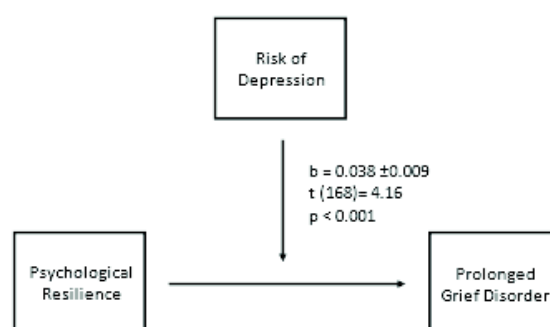 Risk of
Depression
b = 0.038 ±0.009
t (168)= 4.16
p < 0.001
Psychological
Resilience
Prolonged
Grief Disorder